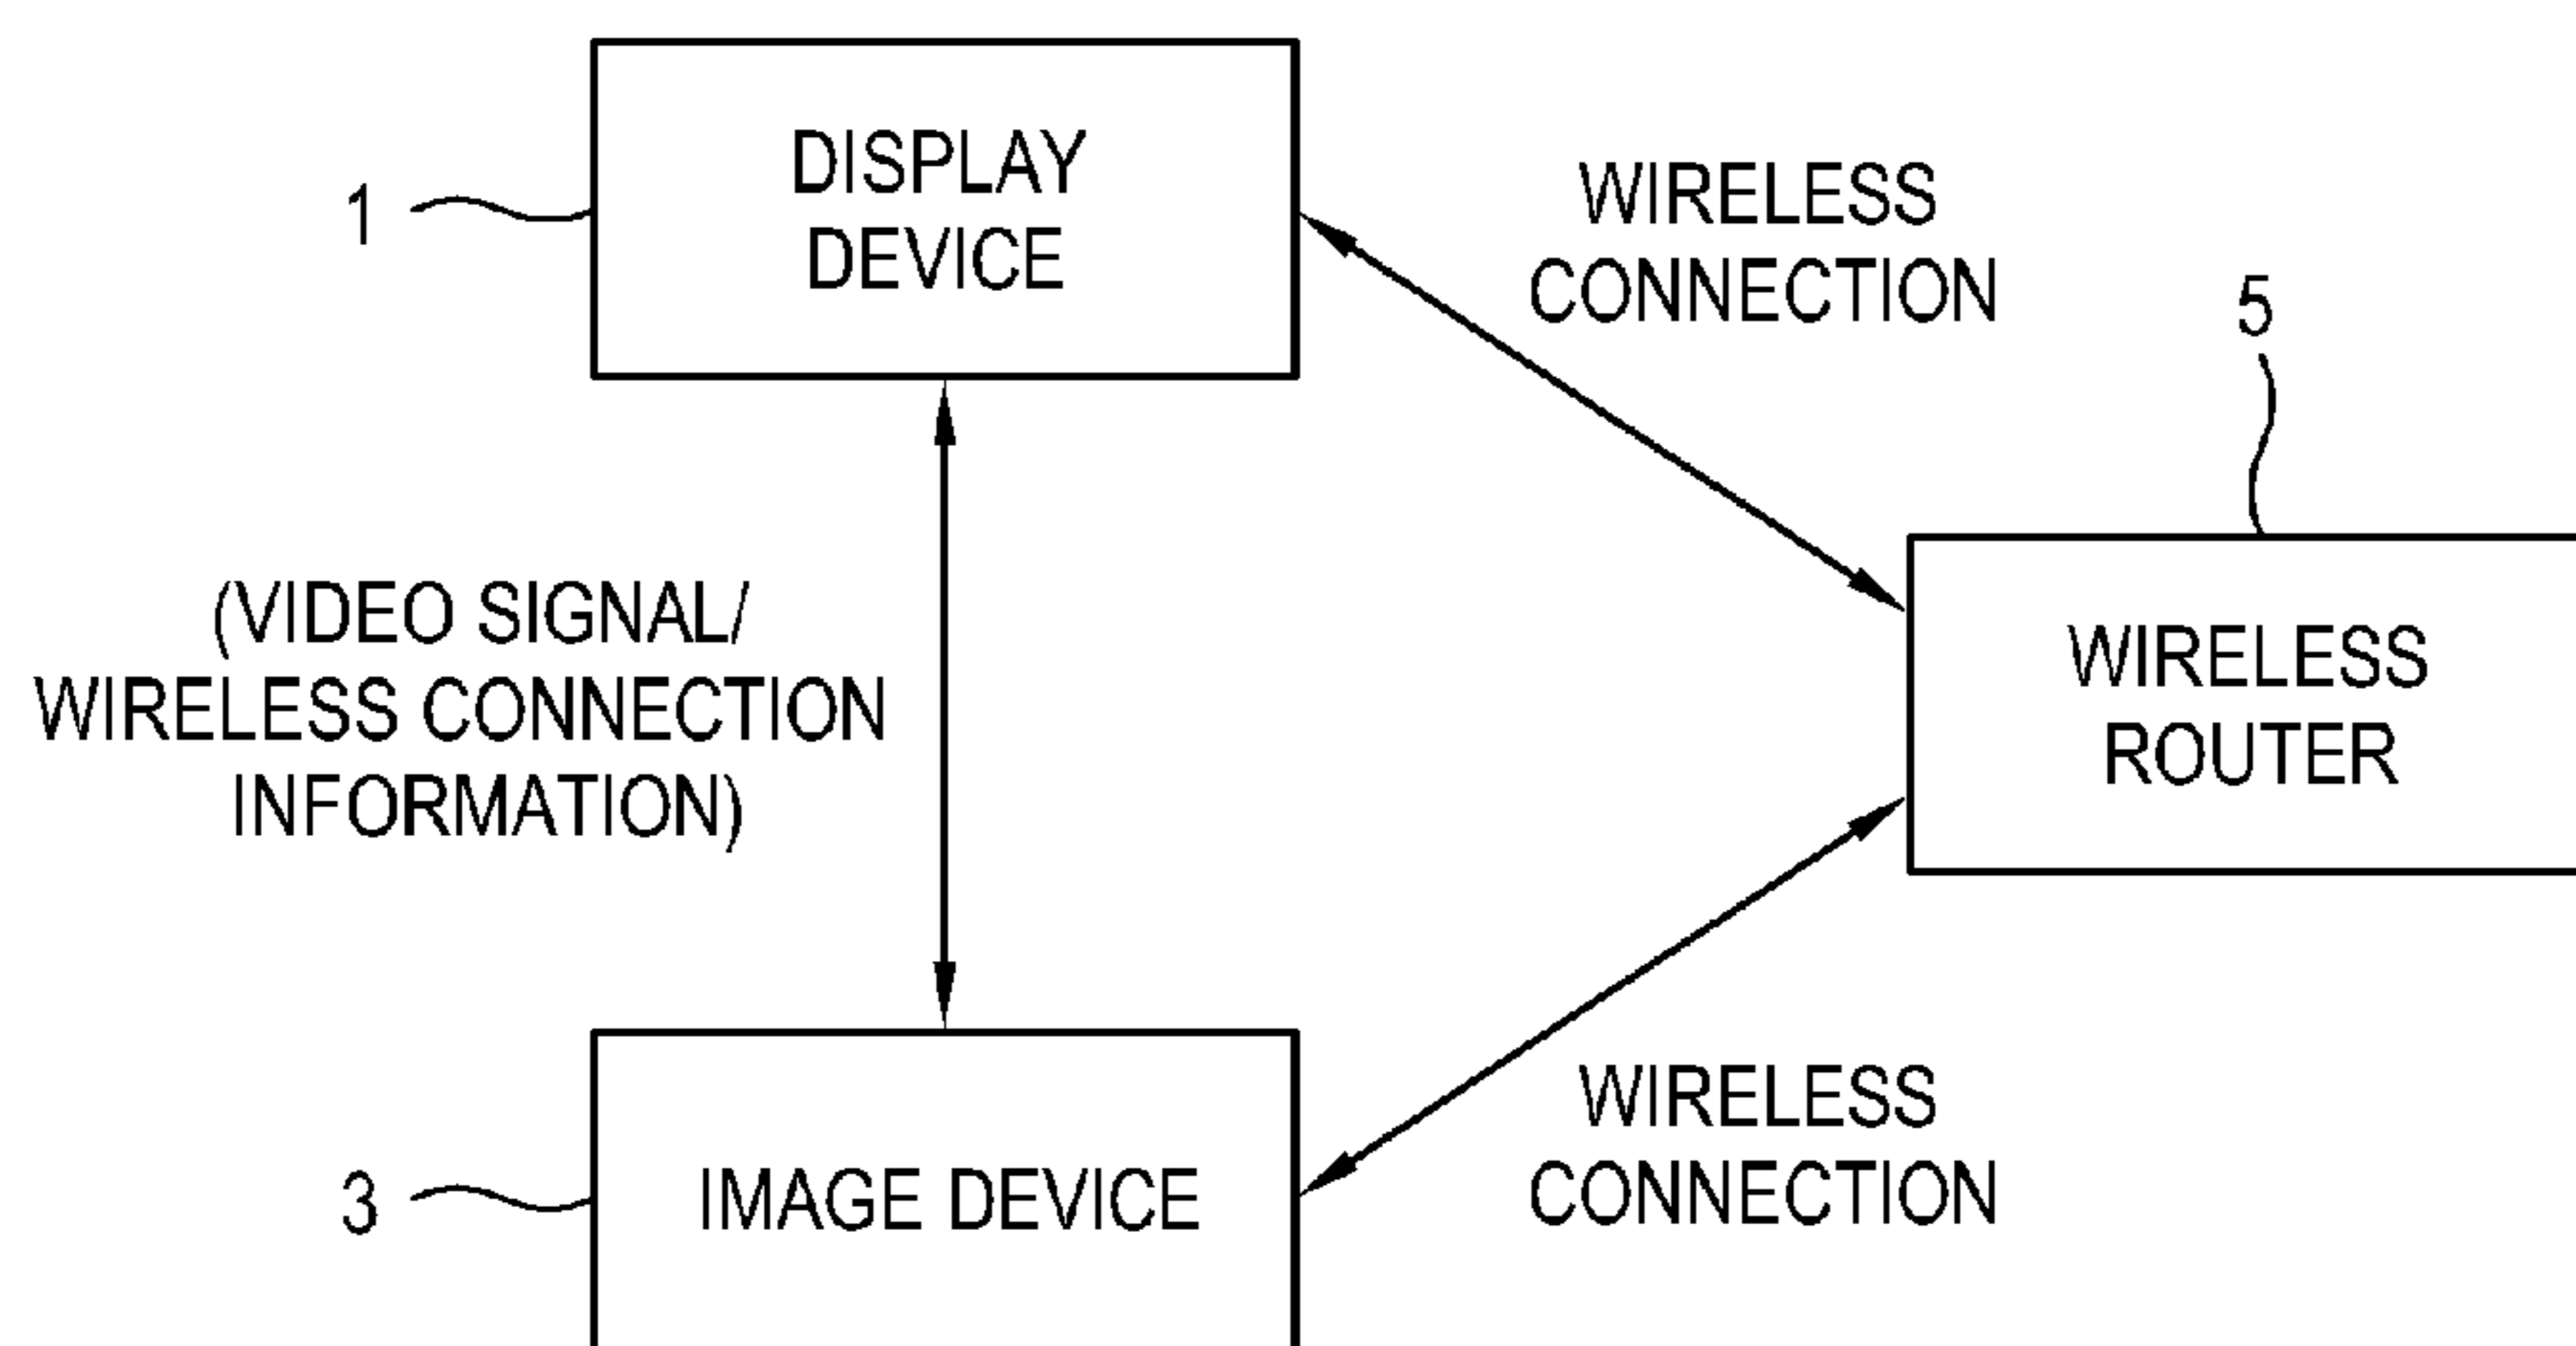 DISPLAY
DEVICE
1
WIRELESS
CONNECTION
5
(VIDEO SIGNAL/
WIRELESS CONNECTION
INFORMATION)
WIRELESS
ROUTER
3
IMAGE DEVICE
WIRELESS
CONNECTION